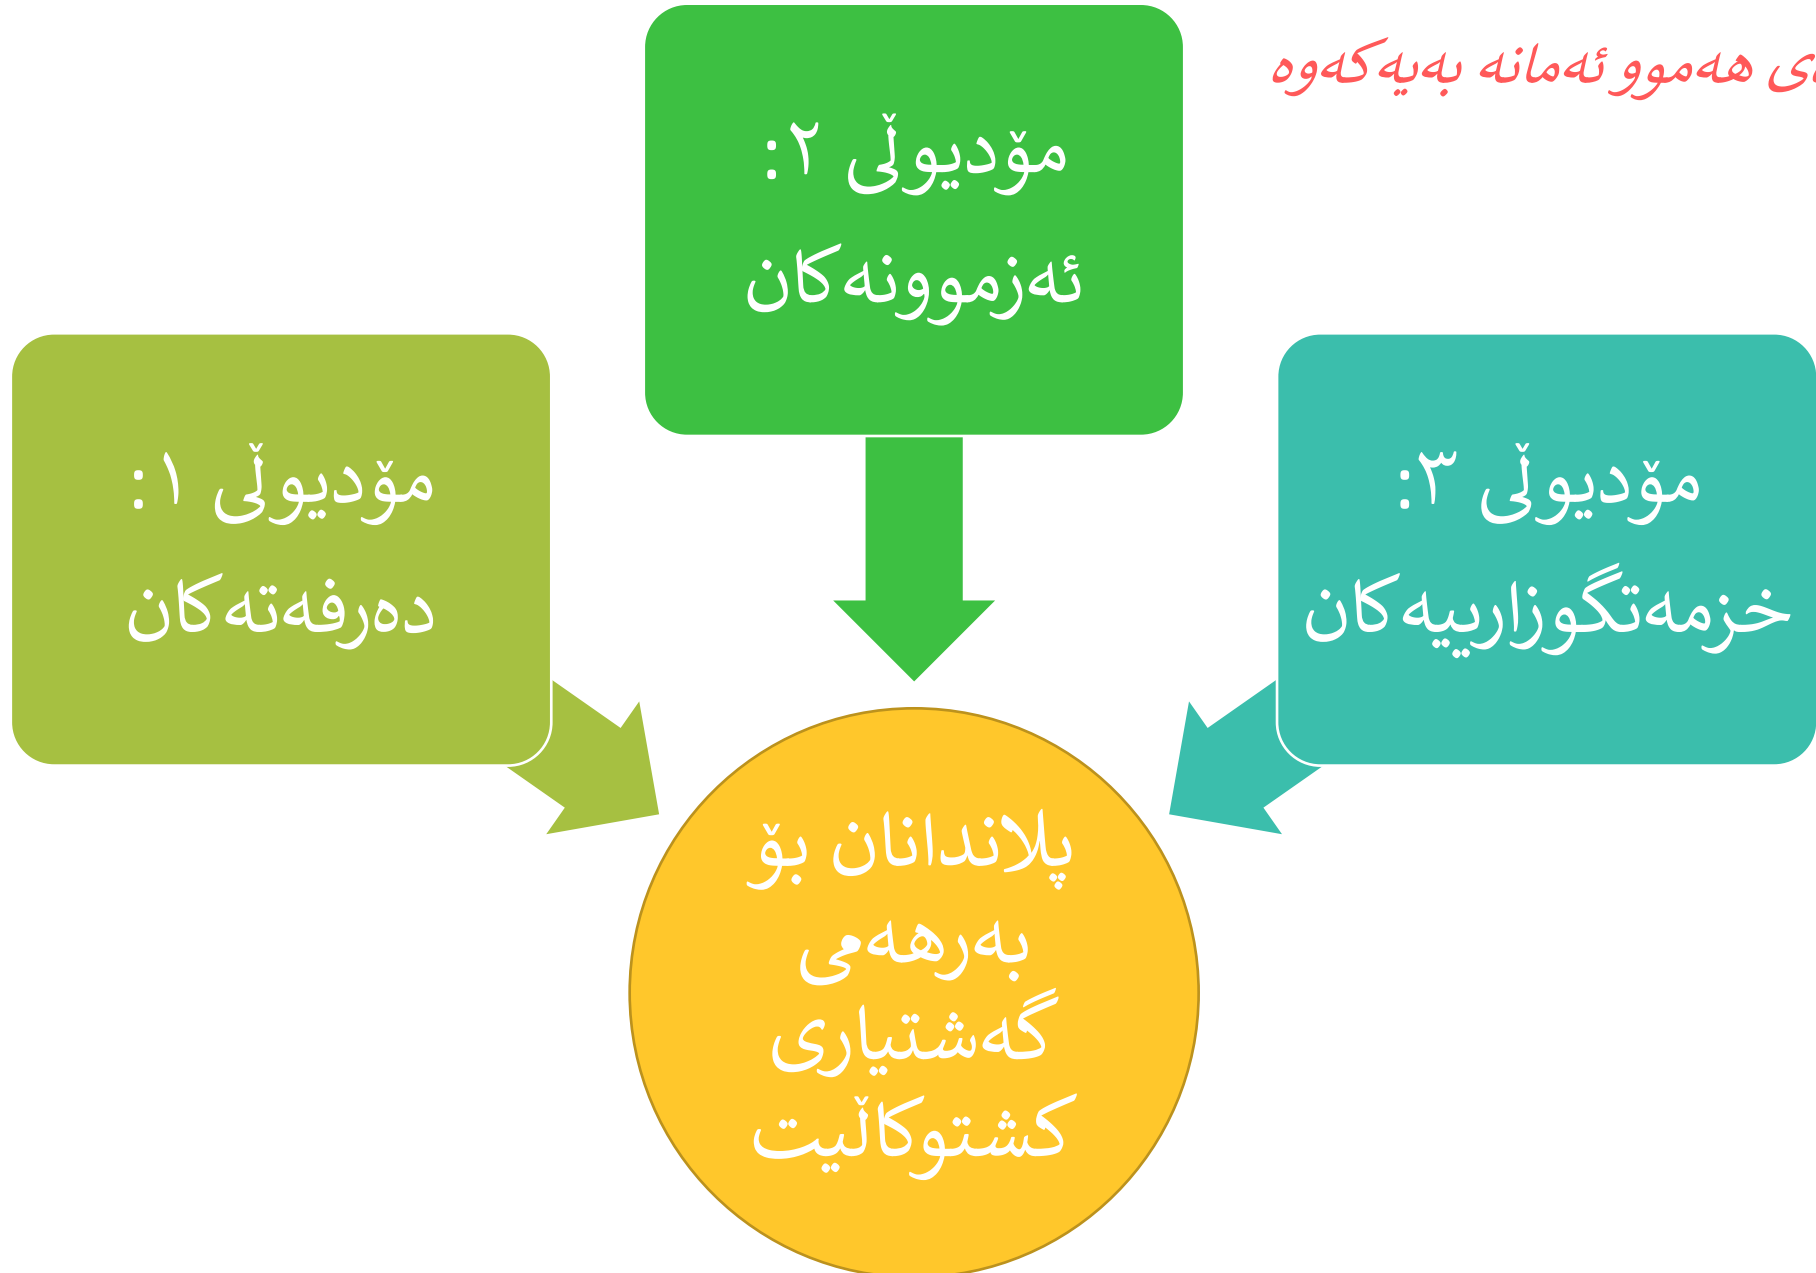 هەموو ئەمانە بەیەکەوە
مۆدیوڵی ٢:
ئەزموونەکان
مۆدیوڵی ٣:
خزمەتگوزارییەکان
مۆدیوڵی ١:
دەرفەتەکان
پلاندانان بۆ
بەرهەمی
گەشتیاری
کشتوکاڵیت